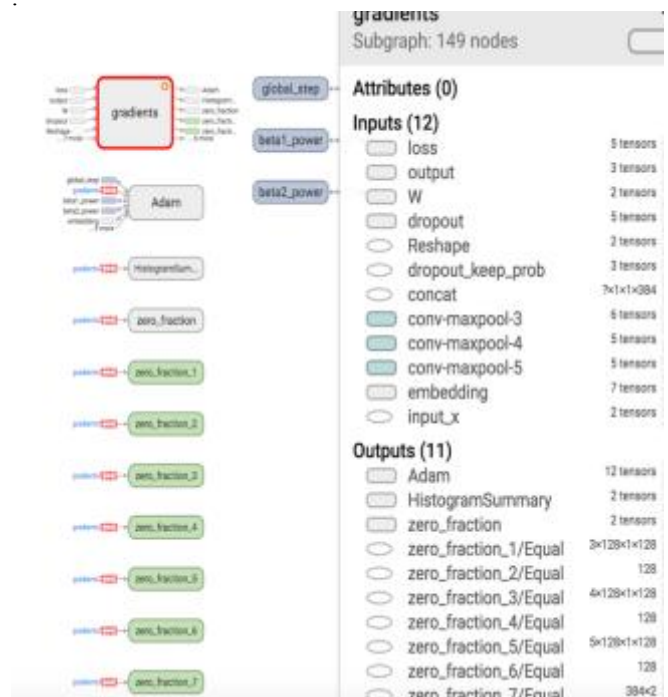 gradients
Subgraph: 149 nodes
Attributes (0)
Inputs (12)
loss 5 tensors
output 3 tensors
W 2 tensors
dropout 5 tensors
Reshape 2 tensors
dropout_keep_prob 3 tensors
concat ?×1×1×384
conv-maxpool-3 6 tensors
conv-maxpool-4 5 tensors
conv-maxpool-5 5 tensors
embedding 7 tensors
input_x 2 tensors
Outputs (11)
Adam 12 tensors
HistogramSummary 2 tensors
zero_fraction 2 tensors
zero_fraction_1/Equal 3×128×1×128
zero_fraction_2/Equal 128
zero_fraction_3/Equal 4×128×1×128
zero_fraction_4/Equal 128
zero_fraction_5/Equal 5×128×1×128
zero_fraction_6/Equal 128
zero_fraction_7/Equal 384×2
gradients
global_step
beta1_power
beta2_power
Adam
HistogramSum...
zero_fraction
zero_fraction_1
zero_fraction_2
zero_fraction_3
zero_fraction_4
zero_fraction_5
zero_fraction_6
zero_fraction_7